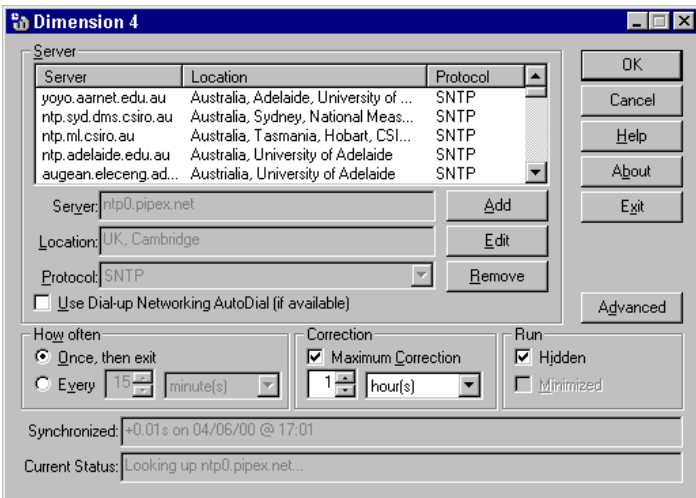 Dimension 4
Server
Server Location Protocol
yoyo.aarnet.edu.au Australia, Adelaide, University of ... SNTP
ntp.syd.dms.csiro.au Australia, Sydney, National Meas... SNTP
ntp.ml.csiro.au Australia, Tasmania, Hobart, CSI... SNTP
ntp.adelaide.edu.au Australia, University of Adelaide SNTP
augean.eleceng.ad... Austrialia, University of Adelaide SNTP
Server: ntp0.pipex.net
Location: UK, Cambridge
Protocol: SNTP
Use Dial-up Networking AutoDial (if available)
Add
Edit
Remove
OK
Cancel
Help
About
Exit
Advanced
How often
Once, then exit
Every 15 minute(s)
Correction
Maximum Correction
1 hour(s)
Run
Hidden
Minimized
Synchronized: +0.01s on 04/06/00 @ 17:01
Current Status: Looking up ntp0.pipex.net...